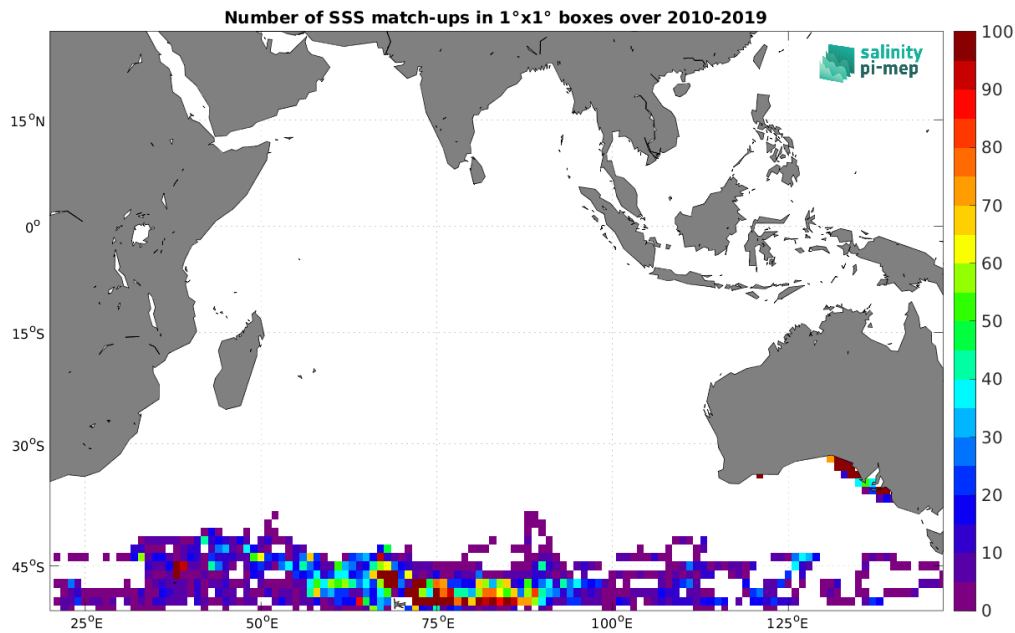 Number of SSS match-ups in 1°x1° boxes over 2010-2019
salinity
pi-mep
15°N
0°
15°S
30°S
45°S
25°E
50°E
75°E
100°E
125°E
100
90
80
70
60
50
40
30
20
10
0